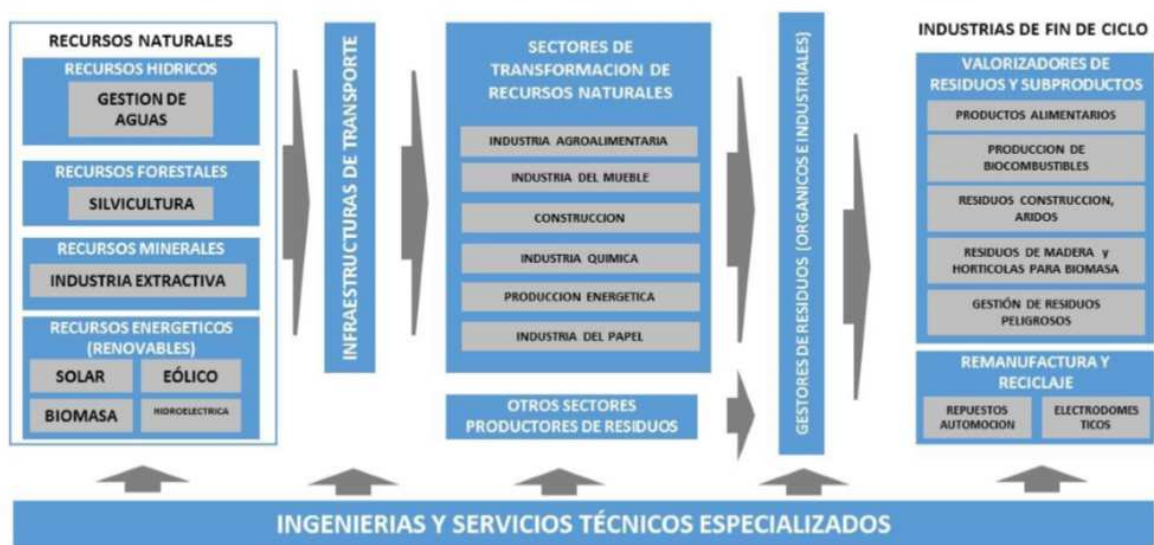 RECURSOS NATURALES
RECURSOS HIDRICOS
GESTION DE
AGUAS
RECURSOS FORESTALES
SILVICULTURA
RECURSOS MINERALES
INDUSTRIA EXTRACTIVA
RECURSOS ENERGETICOS
(RENOVABLES)
SOLAR
EÓLICO
BIOMASA
HIDROELECTRICA
INFRAESTRUCTURAS DE TRANSPORTE
SECTORES DE
TRANSFORMACION DE
RECURSOS NATURALES
INDUSTRIA AGROALIMENTARIA
INDUSTRIA DEL MUEBLE
CONSTRUCCION
INDUSTRIA QUIMICA
PRODUCCION ENERGETICA
INDUSTRIA DEL PAPEL
OTROS SECTORES
PRODUCTORES DE RESIDUOS
GESTORES DE RESIDUOS (ORGANICOS E INDUSTRIALES)
INDUSTRIAS DE FIN DE CICLO
VALORIZADORES DE
RESIDUOS Y SUBPRODUCTOS
PRODUCTOS ALIMENTARIOS
PRODUCCION DE
BIOCOMBUSTIBLES
RESIDUOS CONSTRUCCION,
ARIDOS
RESIDUOS DE MADERA y
HORTICOLAS PARA BIOMASA
GESTIÓN DE RESIDUOS
PELIGROSOS
REMANUFACTURA Y
RECICLAJE
REPUESTOS
AUTOMOCION
ELECTRODOMES
TICOS
INGENIERIAS Y SERVICIOS TÉCNICOS ESPECIALIZADOS